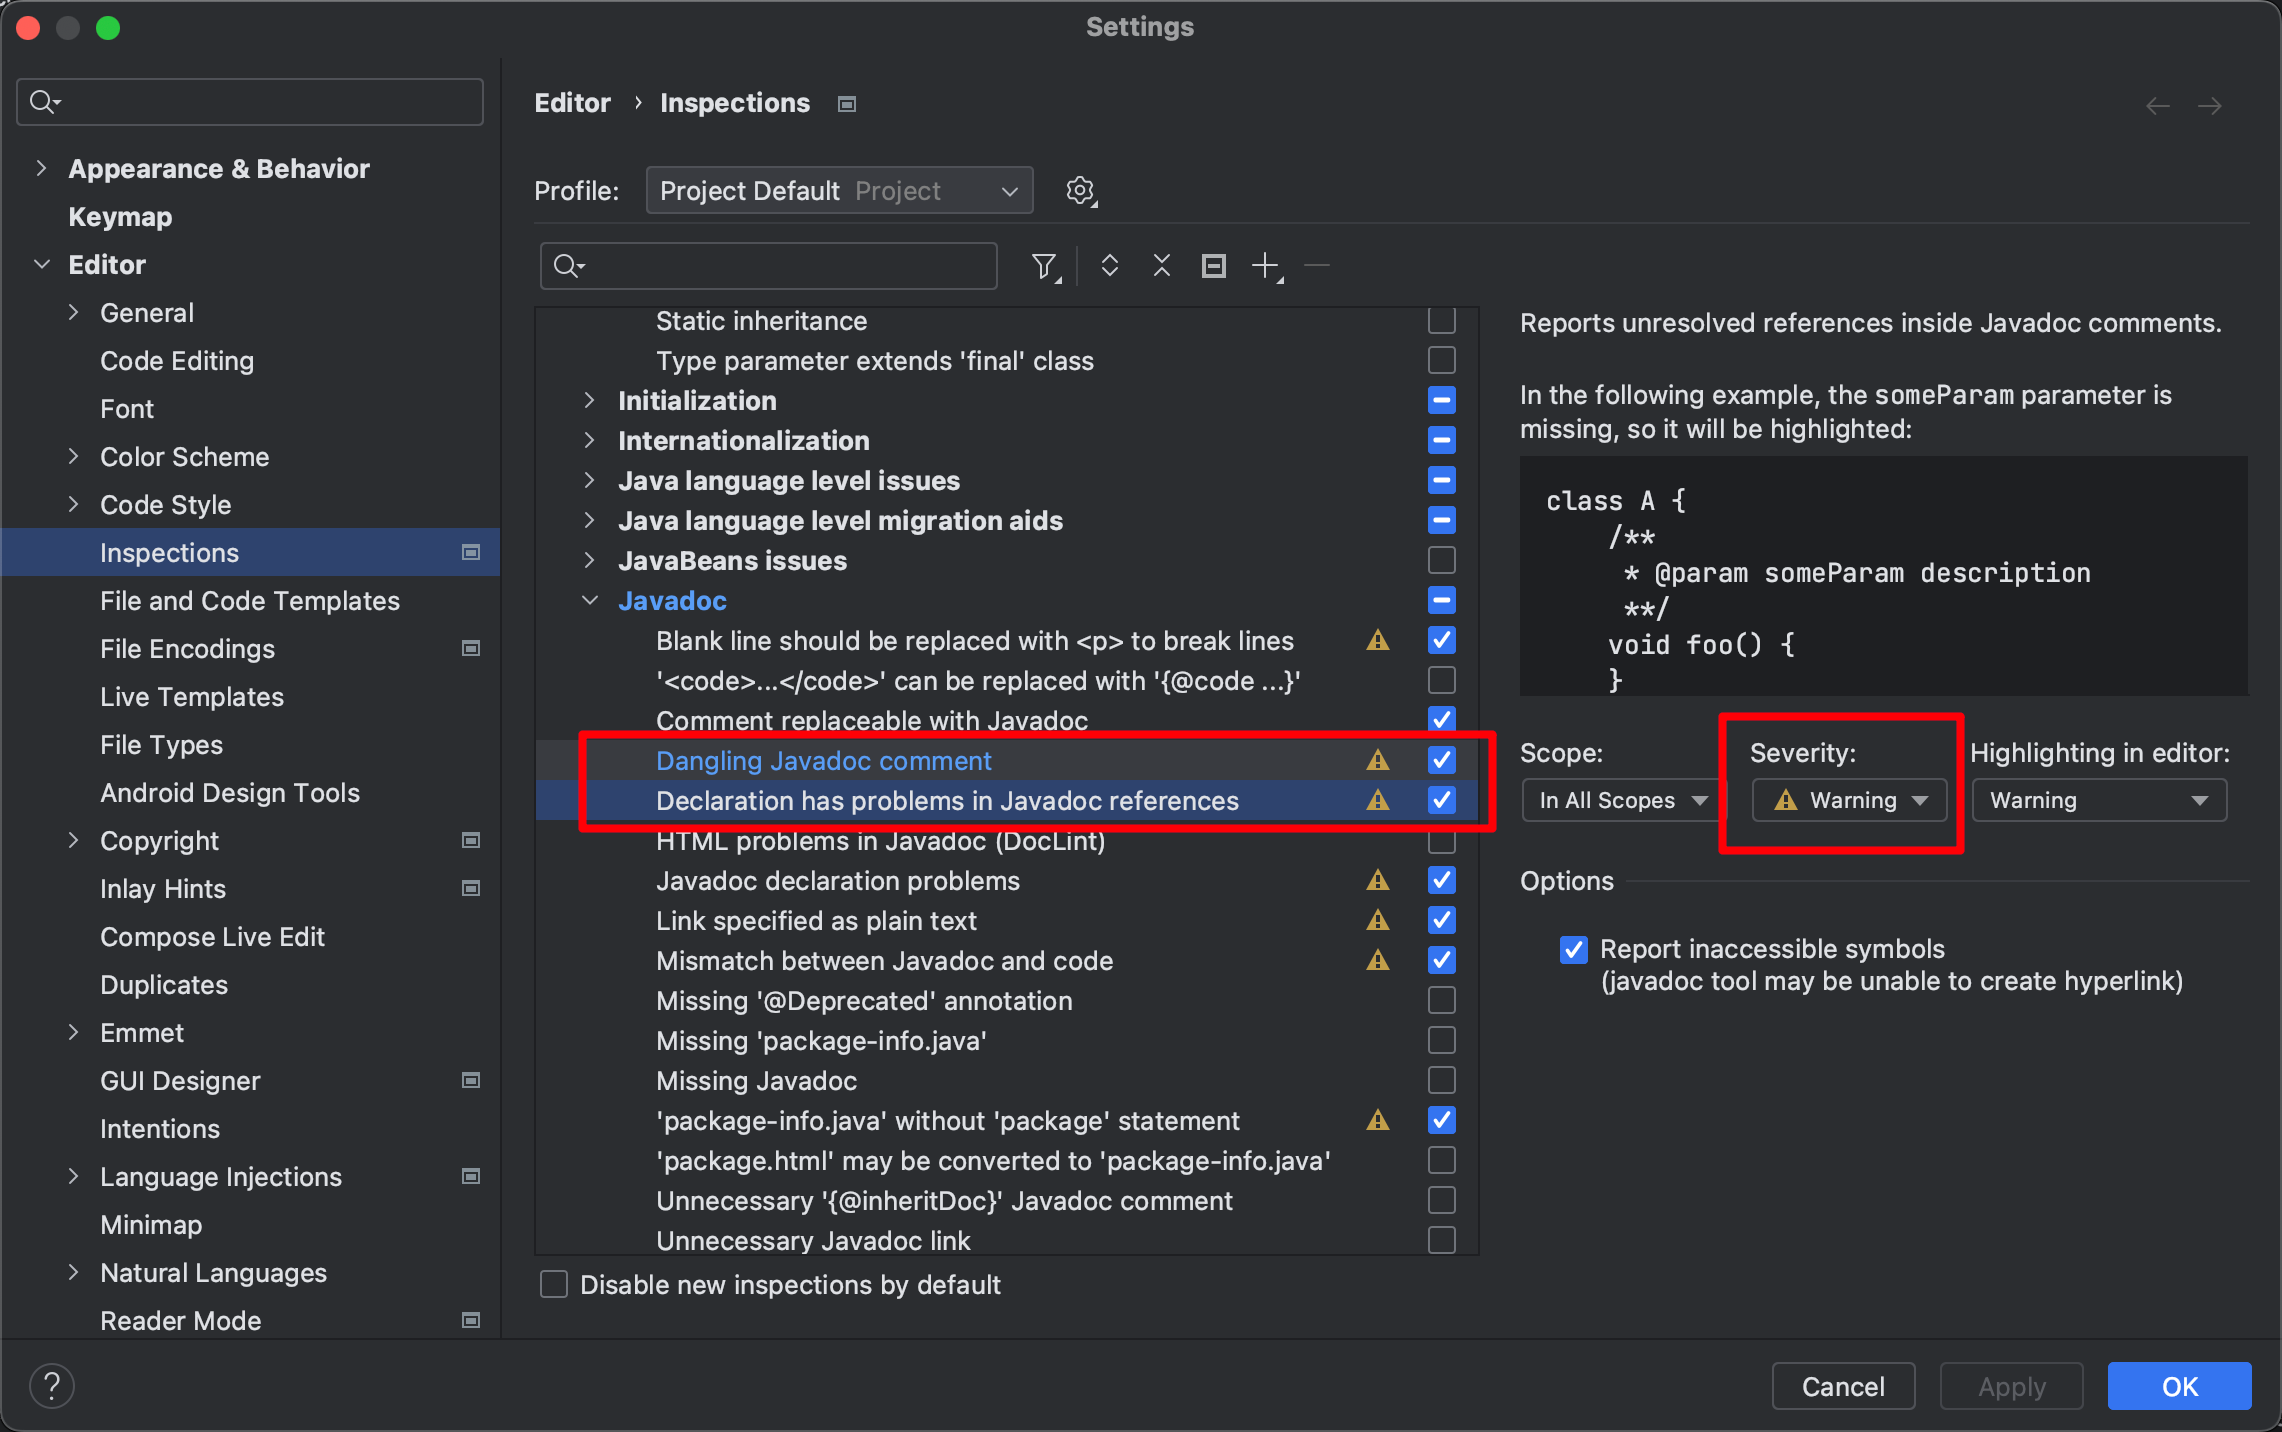 Settings
Appearance & Behavior
Keymap
Editor
General
Code Editing
Font
Color Scheme
Code Style
Inspections
File and Code Templates
File Encodings
Live Templates
File Types
Android Design Tools
Copyright
Inlay Hints
Compose Live Edit
Duplicates
Emmet
GUI Designer
Intentions
Language Injections
Minimap
Natural Languages
Reader Mode
Editor › Inspections
Profile: Project Default Project
Static inheritance
Type parameter extends 'final' class
Initialization
Internationalization
Java language level issues
Java language level migration aids
JavaBeans issues
Javadoc
Blank line should be replaced with <p> to break lines
'<code>...</code>' can be replaced with '{@code ...}'
Comment replaceable with Javadoc
Dangling Javadoc comment
Declaration has problems in Javadoc references
HTML problems in Javadoc (DocLint)
Javadoc declaration problems
Link specified as plain text
Mismatch between Javadoc and code
Missing '@Deprecated' annotation
Missing 'package-info.java'
Missing Javadoc
'package-info.java' without 'package' statement
'package.html' may be converted to 'package-info.java'
Unnecessary '{@inheritDoc}' Javadoc comment
Unnecessary Javadoc link
Disable new inspections by default
Reports unresolved references inside Javadoc comments.
In the following example, the someParam parameter is
missing, so it will be highlighted:
class A {
/**
* @param someParam description
**/
void foo() {
}
Scope: Severity: Highlighting in editor:
In All Scopes Warning Warning
Options
Report inaccessible symbols
(javadoc tool may be unable to create hyperlink)
? Cancel Apply OK